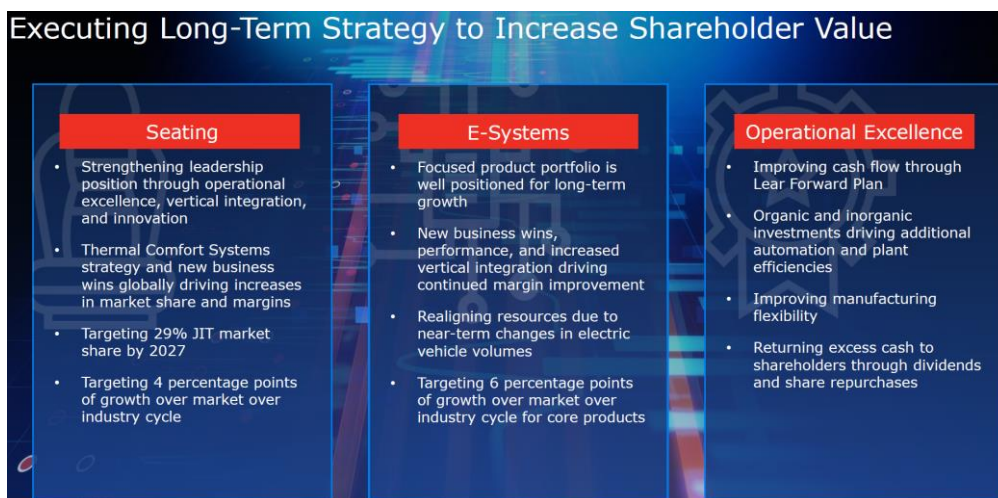 Executing Long-Term Strategy to Increase Shareholder Value
Seating
• Strengthening leadership
position through operational
excellence, vertical integration,
and innovation
• Thermal Comfort Systems
strategy and new business
wins globally driving increases
in market share and margins
• Targeting 29% JIT market
share by 2027
• Targeting 4 percentage points
of growth over market over
industry cycle
E-Systems
• Focused product portfolio is
well positioned for long-term
growth
• New business wins,
performance, and increased
vertical integration driving
continued margin improvement
• Realigning resources due to
near-term changes in electric
vehicle volumes
• Targeting 6 percentage points
of growth over market over
industry cycle for core products
Operational Excellence
• Improving cash flow through
Lear Forward Plan
• Organic and inorganic
investments driving additional
automation and plant
efficiencies
• Improving manufacturing
flexibility
• Returning excess cash to
shareholders through dividends
and share repurchases